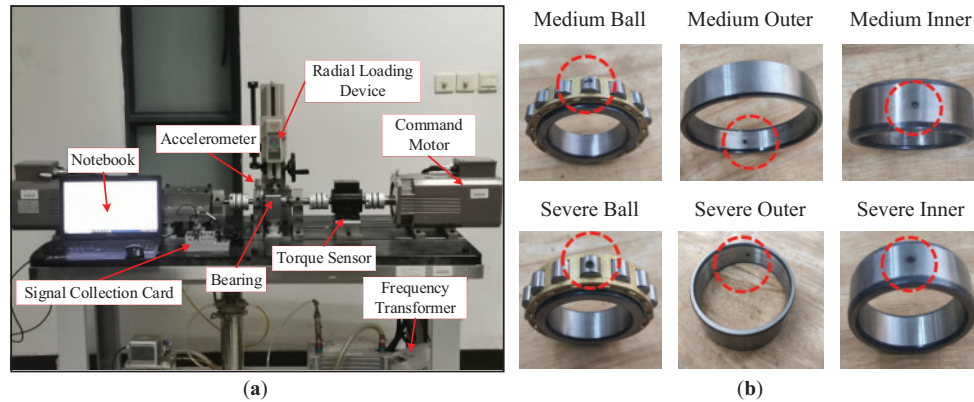 Radial Loading
Device
Accelerometer
Command
Motor
Notebook
Torque Sensor
Bearing
Signal Collection Card
Frequency
Transformer
(a)
Medium Ball
Medium Outer
Medium Inner
Severe Ball
Severe Outer
Severe Inner
(b)